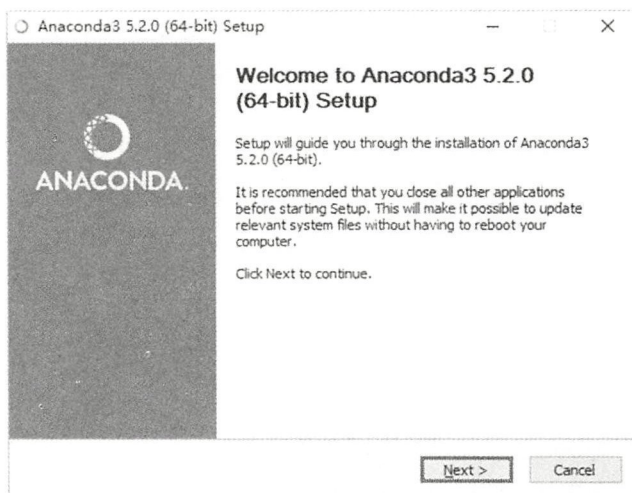 Anaconda3 5.2.0 (64-bit) Setup
Welcome to Anaconda3 5.2.0
(64-bit) Setup
Setup will guide you through the installation of Anaconda3
5.2.0 (64-bit).
ANACONDA.
It is recommended that you close all other applications
before starting Setup. This will make it possible to update
relevant system files without having to reboot your
computer.
Click Next to continue.
Next >
Cancel